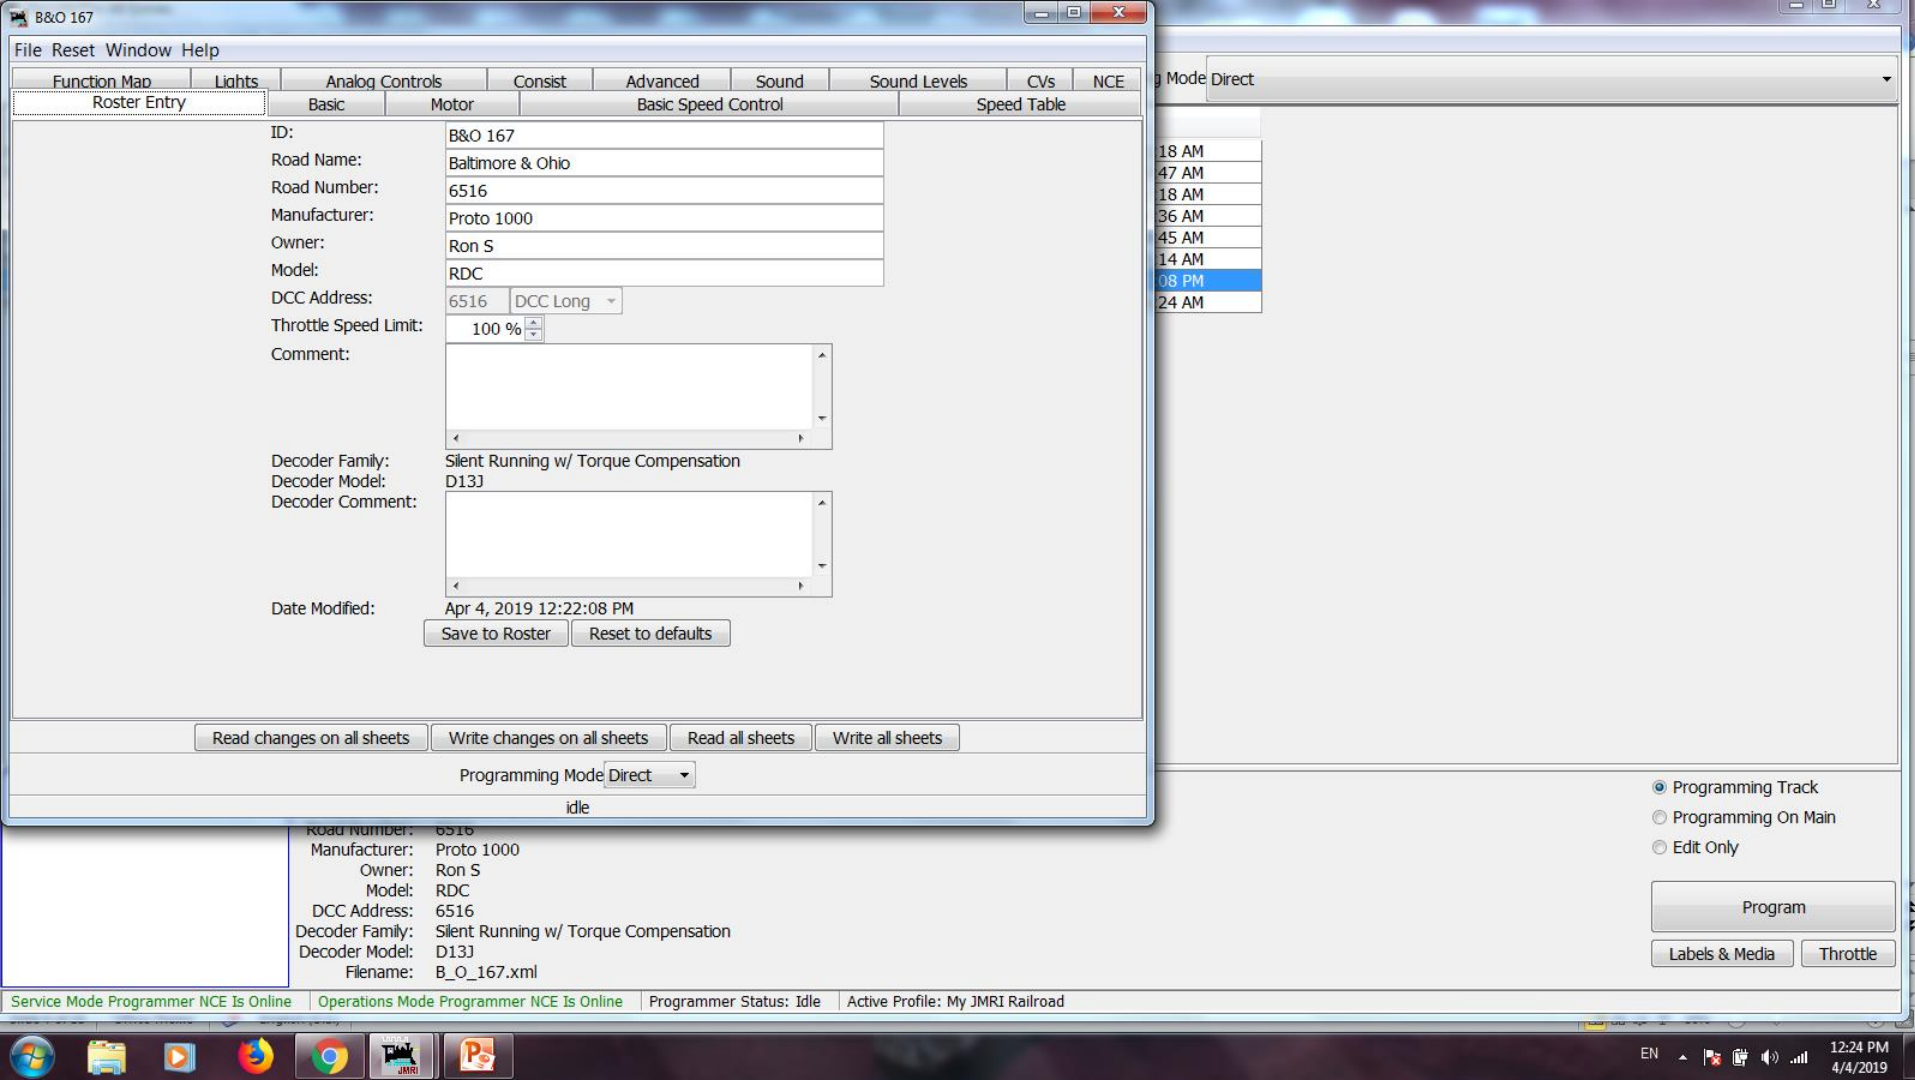 B&O 167
File Reset Window Help
Function Map Lights Analog Controls Consist Advanced Sound Sound Levels CVs NCE
Roster Entry Basic Motor Basic Speed Control Speed Table
ID: B&O 167
Road Name: Baltimore & Ohio
Road Number: 6516
Manufacturer: Proto 1000
Owner: Ron S
Model: RDC
DCC Address: 6516 DCC Long
Throttle Speed Limit: 100 %
Comment:
Decoder Family: Silent Running w/ Torque Compensation
Decoder Model: D13J
Decoder Comment:
Date Modified: Apr 4, 2019 12:22:08 PM
Save to Roster Reset to defaults
Read changes on all sheets Write changes on all sheets Read all sheets Write all sheets
Programming Mode Direct
idle
Mode Direct
18 AM
47 AM
18 AM
36 AM
45 AM
14 AM
08 PM
24 AM
Programming Track
Programming On Main
Edit Only
Program
Labels & Media Throttle
Road Number: 6516
Manufacturer: Proto 1000
Owner: Ron S
Model: RDC
DCC Address: 6516
Decoder Family: Silent Running w/ Torque Compensation
Decoder Model: D13J
Filename: B_O_167.xml
Service Mode Programmer NCE Is Online Operations Mode Programmer NCE Is Online Programmer Status: Idle Active Profile: My JMRI Railroad
JMRI
EN
12:24 PM
4/4/2019